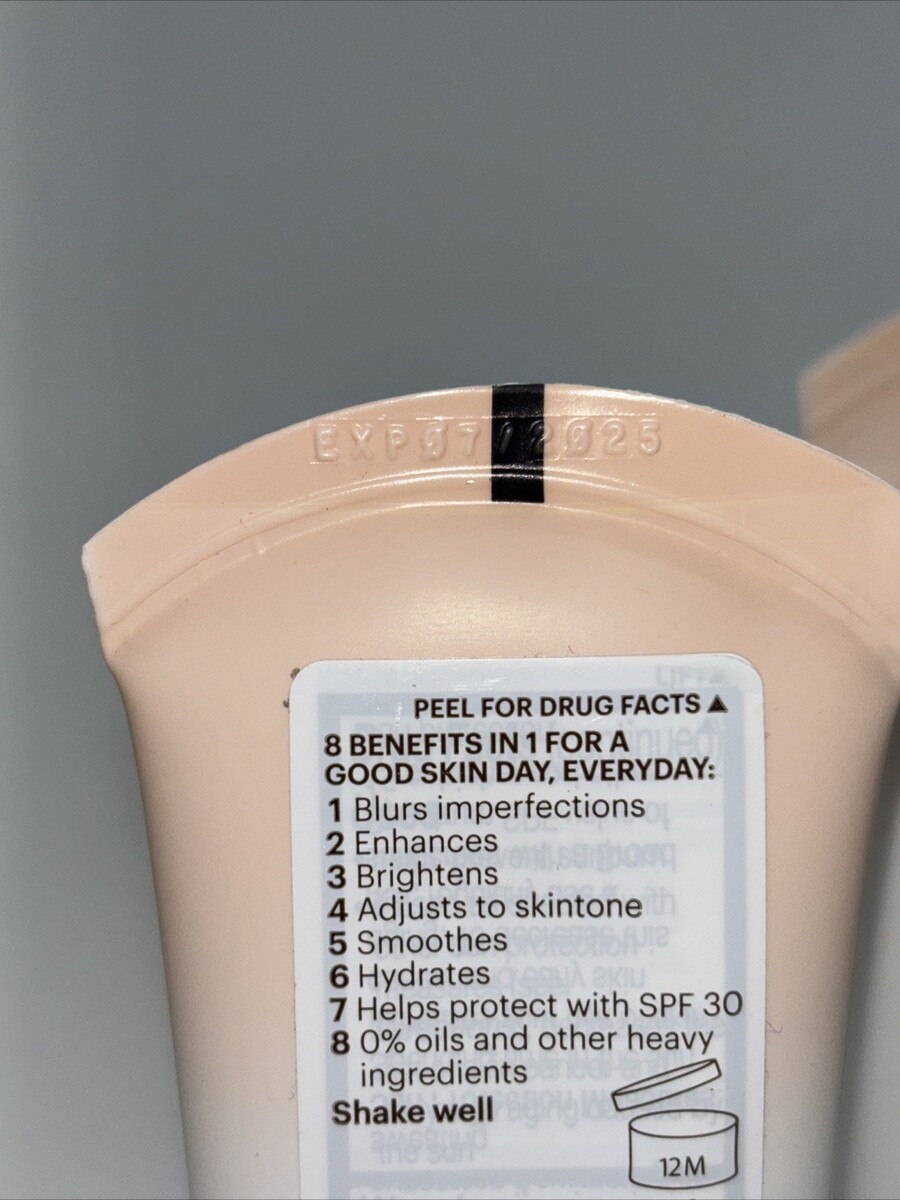 EXP07/2025
PEEL FOR DRUG FACTS ▲
8 BENEFITS IN 1 FOR A
GOOD SKIN DAY, EVERYDAY:
1 Blurs imperfections
2 Enhances
3 Brightens
4 Adjusts to skintone
5 Smoothes
6 Hydrates
7 Helps protect with SPF 30
8 0% oils and other heavy
ingredients
Shake well
12M